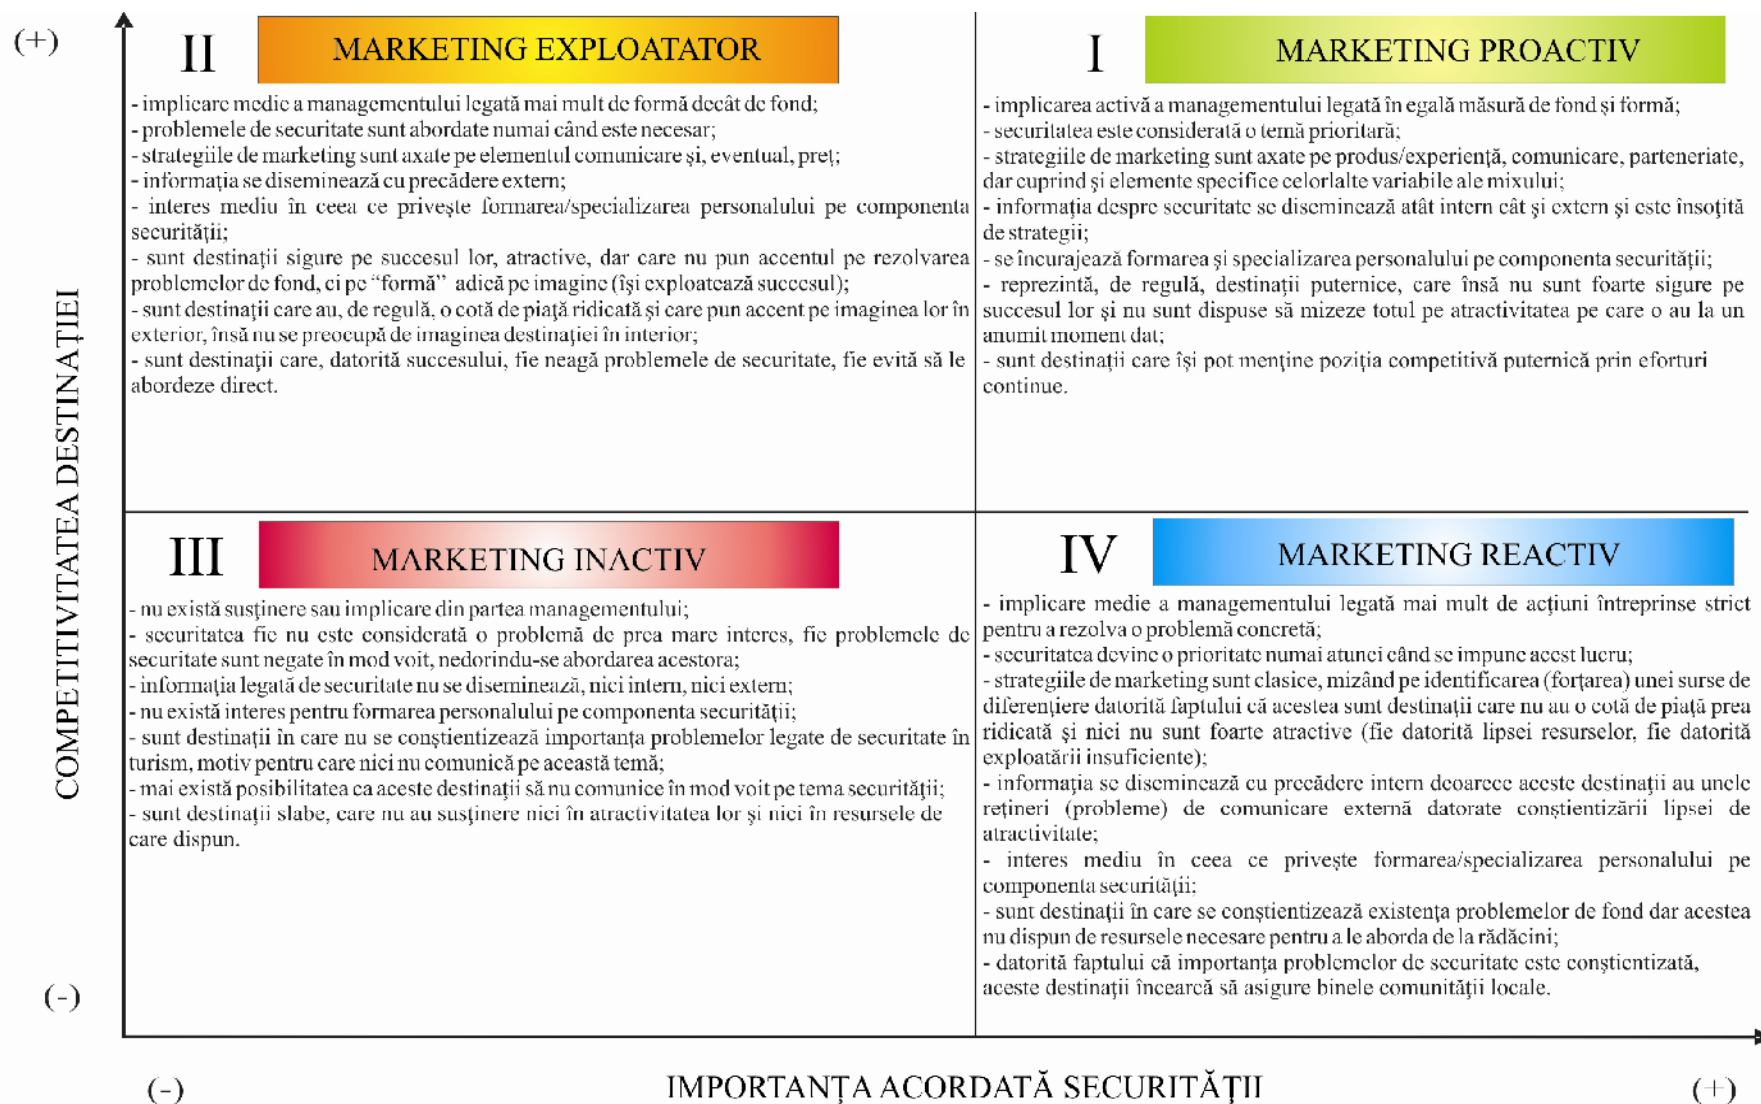 (+)
II
MARKETING EXPLOATATOR
- implicare medie a managementului legată mai mult de formă decât de fond;
- problemele de securitate sunt abordate numai când este necesar;
- strategiile de marketing sunt axate pe elementul comunicare şi, eventual, preţ;
- informaţia se diseminează cu precădere extern;
- interes mediu în ceea ce priveşte formarea/specializarea personalului pe componenta
securităţii;
- sunt destinaţii sigure pe succesul lor, atractive, dar care nu pun accentul pe rezolvarea
problemelor de fond, ci pe “formă” adică pe imagine (îşi exploatează succesul);
- sunt destinaţii care au, de regulă, o cotă de piaţă ridicată şi care pun accent pe imaginea lor în
exterior, însă nu se preocupă de imaginea destinaţiei în interior;
- sunt destinaţii care, datorită succesului, fie neagă problemele de securitate, fie evită să le
abordeze direct.
I
MARKETING PROACTIV
- implicarea activă a managementului legată în egală măsură de fond şi formă;
- securitatea este considerată o temă prioritară;
- strategiile de marketing sunt axate pe produs/experienţă, comunicare, parteneriate,
dar cuprind şi elemente specifice celorlalte variabile ale mixului;
- informaţia despre securitate se diseminează atât intern cât şi extern şi este însoţită
de strategii;
- se încurajează formarea şi specializarea personalului pe componenta securităţii;
- reprezintă, de regulă, destinaţii puternice, care însă nu sunt foarte sigure pe
succesul lor şi nu sunt dispuse să mizeze totul pe atractivitatea pe care o au la un
anumit moment dat;
- sunt destinaţii care îşi pot menţine poziţia competitivă puternică prin eforturi
continue.
COMPETITIVITATEA DESTINAŢIEI
III
MARKETING INACTIV
- nu există susţinere sau implicare din partea managementului;
- securitatea fie nu este considerată o problemă de prea mare interes, fie problemele de
securitate sunt negate în mod voit, nedorindu-se abordarea acestora;
- informaţia legată de securitate nu se diseminează, nici intern, nici extern;
- nu există interes pentru formarea personalului pe componenta securităţii;
- sunt destinaţii în care nu se conştientizează importanţa problemelor legate de securitate în
turism, motiv pentru care nici nu comunică pe această temă;
- mai există posibilitatea ca aceste destinaţii să nu comunice în mod voit pe tema securităţii;
- sunt destinaţii slabe, care nu au susţinere nici în atractivitatea lor şi nici în resursele de
care dispun.
IV
MARKETING REACTIV
- implicare medie a managementului legată mai mult de acţiuni întreprinse strict
pentru a rezolva o problemă concretă;
- securitatea devine o prioritate numai atunci când se impune acest lucru;
- strategiile de marketing sunt clasice, mizând pe identificarea (forţarea) unei surse de
diferenţiere datorită faptului că acestea sunt destinaţii care nu au o cotă de piaţă prea
ridicată şi nici nu sunt foarte atractive (fie datorită lipsei resurselor, fie datorită
exploatării insuficiente);
- informaţia se diseminează cu precădere intern deoarece aceste destinaţii au unele
reţineri (probleme) de comunicare externă datorate conştientizării lipsei de
atractivitate;
- interes mediu în ceea ce priveşte formarea/specializarea personalului pe
componenta securităţii;
- sunt destinaţii în care se conştientizează existenţa problemelor de fond dar acestea
nu dispun de resursele necesare pentru a le aborda de la rădăcini;
- datorită faptului că importanţa problemelor de securitate este conştientizată,
aceste destinaţii încearcă să asigure binele comunităţii locale.
(-)
(-)
IMPORTANŢA ACORDATĂ SECURITĂŢII
(+)